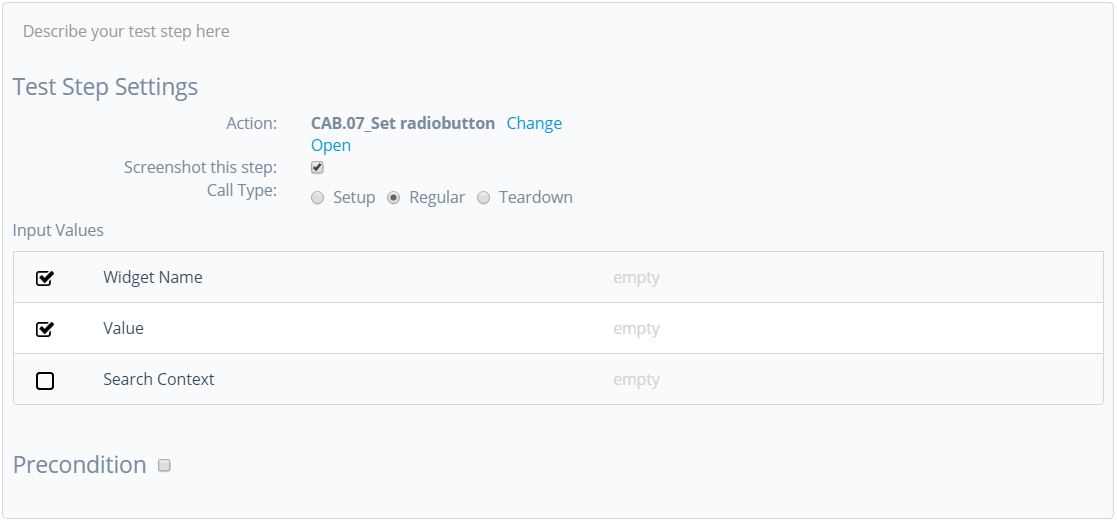 Describe your test step here
Test Step Settings
Action: CAB.07_Set radiobutton Change
Open
Screenshot this step:
Call Type: Setup Regular Teardown
Input Values
Widget Name empty
Value empty
Search Context empty
Precondition